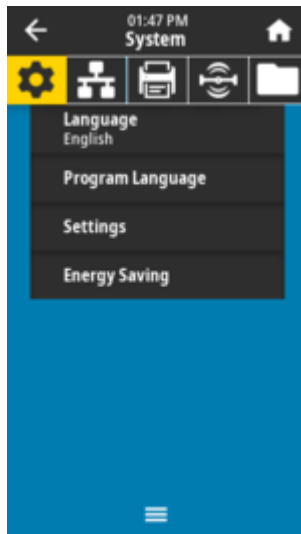 01:47 PM
System
Language
English
Program Language
Settings
Energy Saving